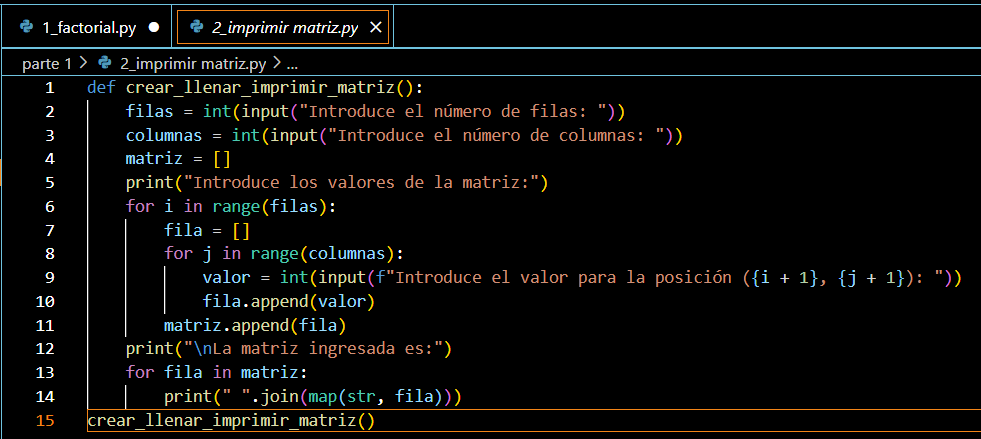 1_factorial.py ● 2_imprimir matriz.py ×
parte 1 > 2_imprimir matriz.py > ...
1 def crear_llenar_imprimir_matriz():
2     filas = int(input("Introduce el número de filas: "))
3     columnas = int(input("Introduce el número de columnas: "))
4     matriz = []
5     print("Introduce los valores de la matriz:")
6     for i in range(filas):
7         fila = []
8         for j in range(columnas):
9             valor = int(input(f"Introduce el valor para la posición ({i + 1}, {j + 1}): "))
10             fila.append(valor)
11         matriz.append(fila)
12     print("\nLa matriz ingresada es:")
13     for fila in matriz:
14         print(" ".join(map(str, fila)))
15 crear_llenar_imprimir_matriz()